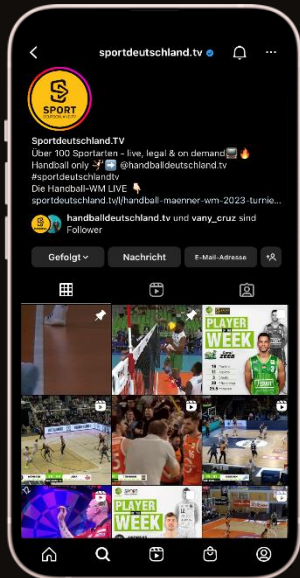 sportdeutschland.tv
SPORT
DEUTSCHLAND.TV
Sportdeutschland.TV
Über 100 Sportarten – live, legal & on demand
Handball only @handballdeutschland.tv
#sportdeutschlandtv
Die Handball-WM LIVE
sportdeutschland.tv/l/handball-maenner-wm-2023-turnie...
handballdeutschland.tv und vany_cruz sind
Follower
Gefolgt
Nachricht
E-Mail-Adresse
PLAYER
WEEK
PLAYER
WEEK